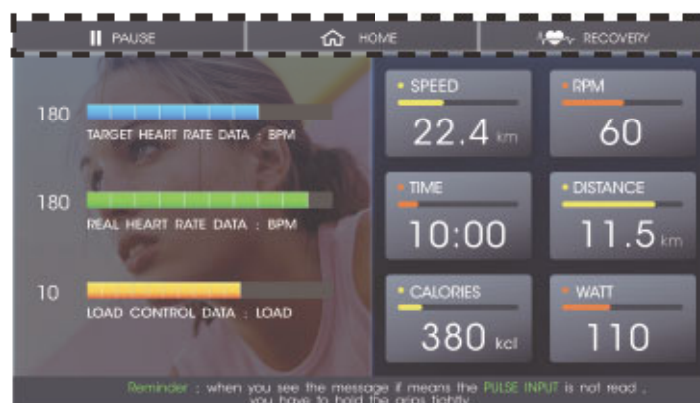 PAUSE HOME RECOVERY
180
TARGET HEART RATE DATA : BPM
180
REAL HEART RATE DATA : BPM
10
LOAD CONTROL DATA : LOAD
SPEED
22.4 km
RPM
60
TIME
10:00
DISTANCE
11.5 km
CALORIES
380 kcl
WATT
110
Reminder : when you see the message if means the PULSE INPUT is not read ,
you have to hold the grips tightly